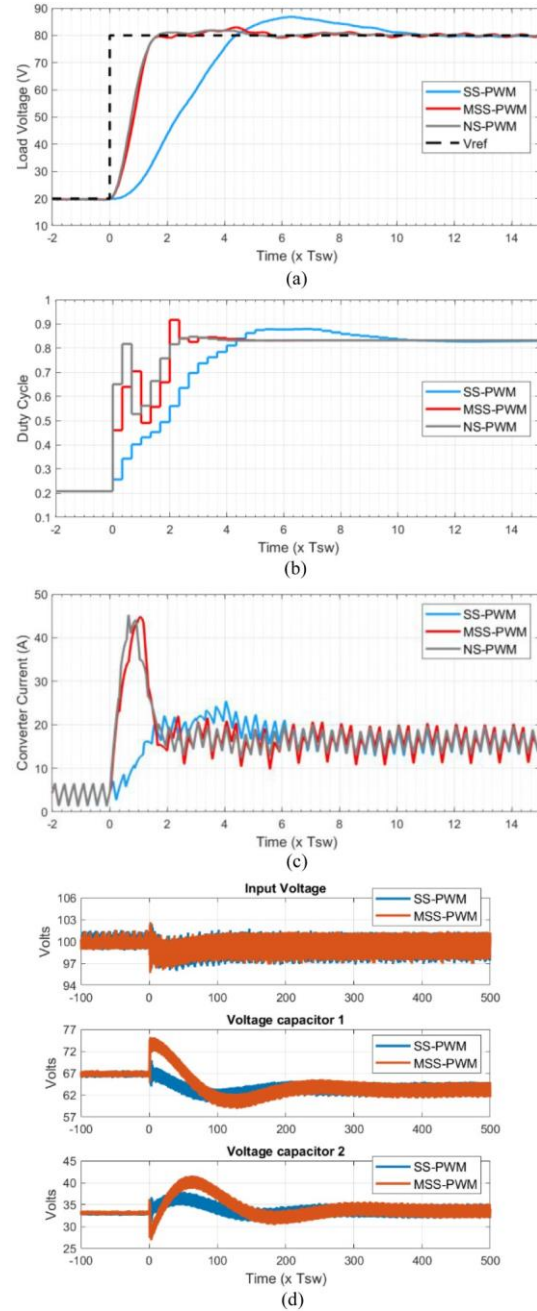 90
80
70
60
50
40
30
20
10
Load Voltage (V)
SS-PWM
MSS-PWM
NS-PWM
Vref
-2 0 2 4 6 8 10 12 14
Time (x Tsw)
(a)
1
0.9
0.8
0.7
0.6
0.5
0.4
0.3
0.2
0.1
Duty Cycle
SS-PWM
MSS-PWM
NS-PWM
-2 0 2 4 6 8 10 12 14
Time (x Tsw)
(b)
50
40
30
20
10
0
Converter Current (A)
SS-PWM
MSS-PWM
NS-PWM
-2 0 2 4 6 8 10 12 14
Time (x Tsw)
(c)
Input Voltage
106
103
100
97
94
Volts
SS-PWM
MSS-PWM
-100 0 100 200 300 400 500
Voltage capacitor 1
77
72
67
62
57
Volts
SS-PWM
MSS-PWM
-100 0 100 200 300 400 500
Voltage capacitor 2
45
40
35
30
25
Volts
SS-PWM
MSS-PWM
-100 0 100 200 300 400 500
Time (x Tsw)
(d)